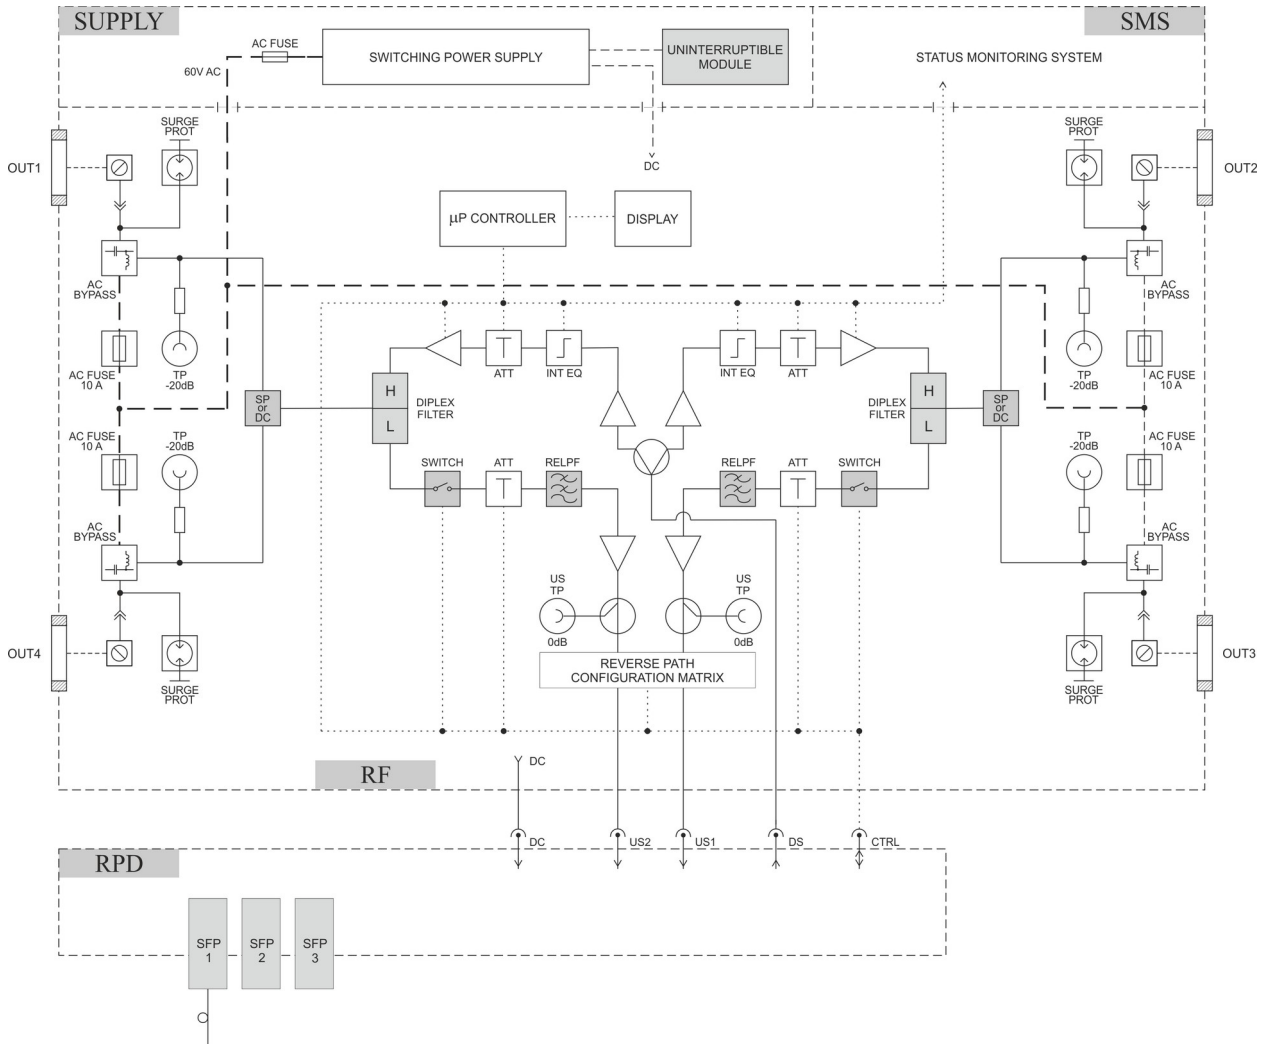 SUPPLY
SMS
AC FUSE
SWITCHING POWER SUPPLY
UNINTERRUPTIBLE
MODULE
STATUS MONITORING SYSTEM
60V AC
SURGE
PROT
SURGE
PROT
OUT1
DC
OUT2
µP CONTROLLER
DISPLAY
AC
BYPASS
AC
BYPASS
AC FUSE
10 A
TP
-20dB
ATT
INT EQ
INT EQ
ATT
TP
-20dB
AC FUSE
10 A
SP
or
DC
H
L
DIPLEX
FILTER
DIPLEX
FILTER
H
L
SP
or
DC
AC FUSE
10 A
TP
-20dB
SWITCH
ATT
RELPF
RELPF
ATT
SWITCH
TP
-20dB
AC FUSE
10 A
AC
BYPASS
AC
BYPASS
US
TP
0dB
US
TP
0dB
OUT4
OUT3
SURGE
PROT
REVERSE PATH
CONFIGURATION MATRIX
SURGE
PROT
DC
RF
DC
US2
US1
DS
CTRL
RPD
SFP
1
SFP
2
SFP
3